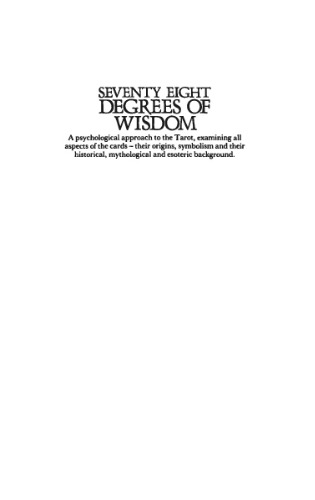 SEVENTY EIGHT
DEGREES OF
WISDOM
A psychological approach to the Tarot, examining all
aspects of the cards – their origins, symbolism and their
historical, mythological and esoteric background.